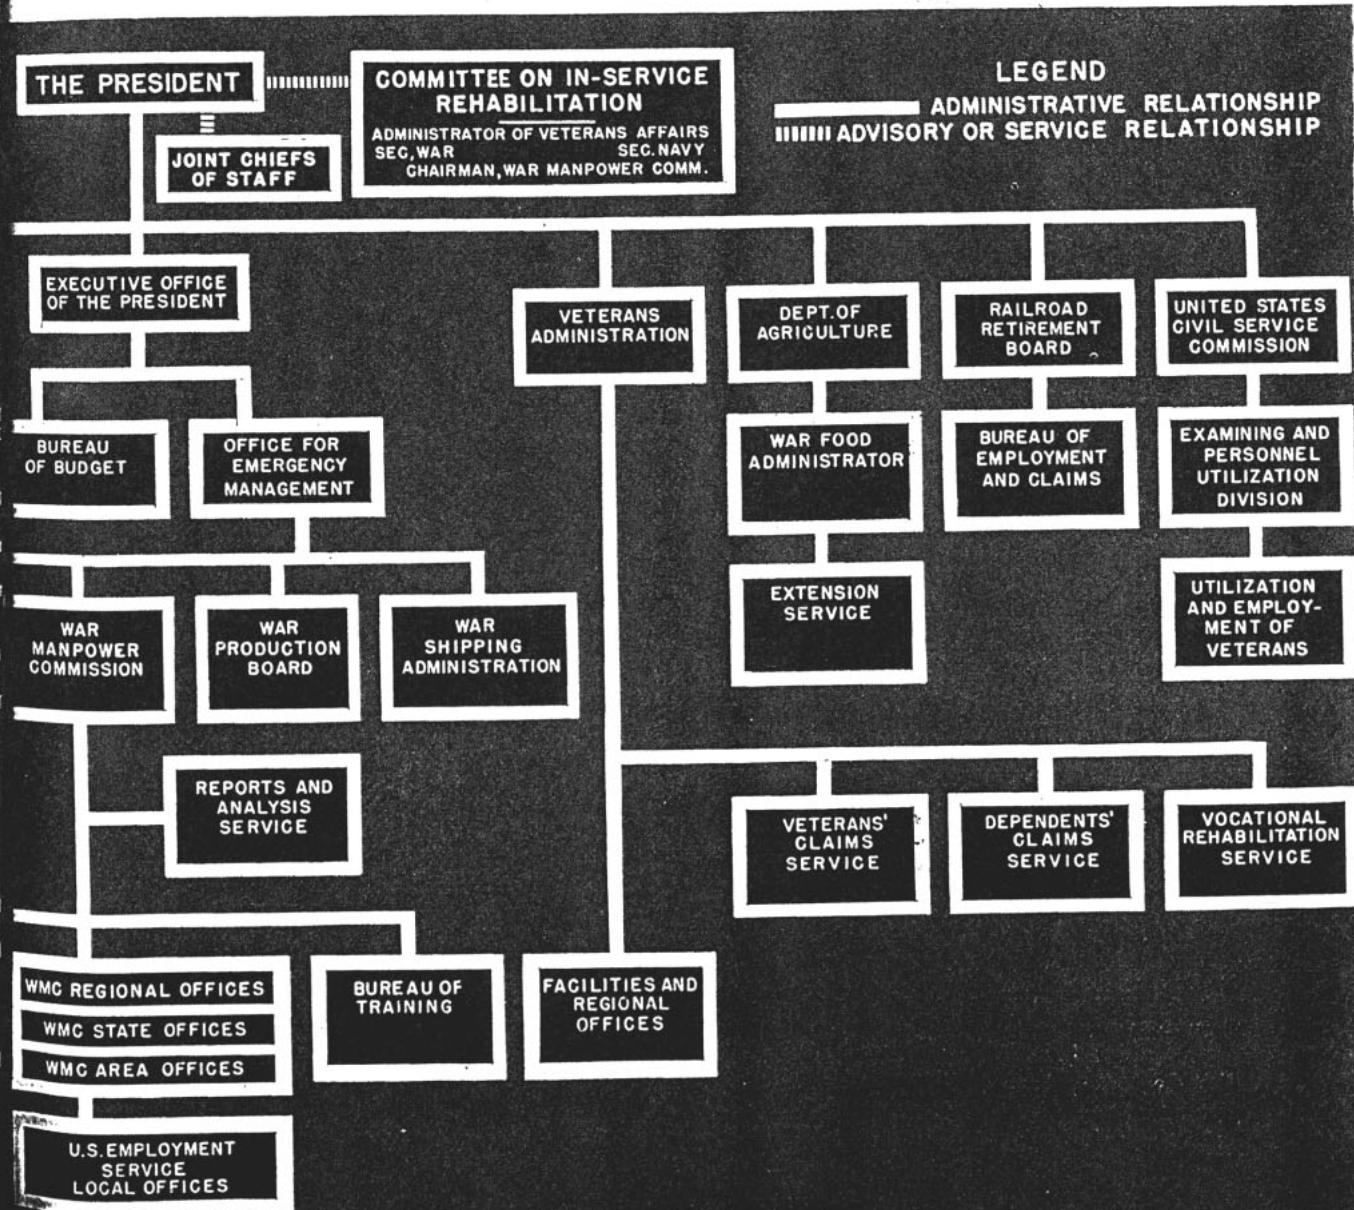 THE PRESIDENT
COMMITTEE ON IN-SERVICE
REHABILITATION
ADMINISTRATOR OF VETERANS AFFAIRS
SEC, WAR SEC. NAVY
CHAIRMAN, WAR MANPOWER COMM.
LEGEND
ADMINISTRATIVE RELATIONSHIP
ADVISORY OR SERVICE RELATIONSHIP
JOINT CHIEFS
OF STAFF
EXECUTIVE OFFICE
OF THE PRESIDENT
VETERANS
ADMINISTRATION
DEPT. OF
AGRICULTURE
RAILROAD
RETIREMENT
BOARD
UNITED STATES
CIVIL SERVICE
COMMISSION
BUREAU
OF BUDGET
OFFICE FOR
EMERGENCY
MANAGEMENT
WAR FOOD
ADMINISTRATOR
BUREAU OF
EMPLOYMENT
AND CLAIMS
EXAMINING AND
PERSONNEL
UTILIZATION
DIVISION
WAR
MANPOWER
COMMISSION
WAR
PRODUCTION
BOARD
WAR
SHIPPING
ADMINISTRATION
EXTENSION
SERVICE
UTILIZATION
AND EMPLOY-
MENT OF
VETERANS
REPORTS AND
ANALYSIS
SERVICE
VETERANS'
CLAIMS
SERVICE
DEPENDENTS'
CLAIMS
SERVICE
VOCATIONAL
REHABILITATION
SERVICE
WMC REGIONAL OFFICES
WMC STATE OFFICES
WMC AREA OFFICES
BUREAU OF
TRAINING
FACILITIES AND
REGIONAL
OFFICES
U.S. EMPLOYMENT
SERVICE
LOCAL OFFICES